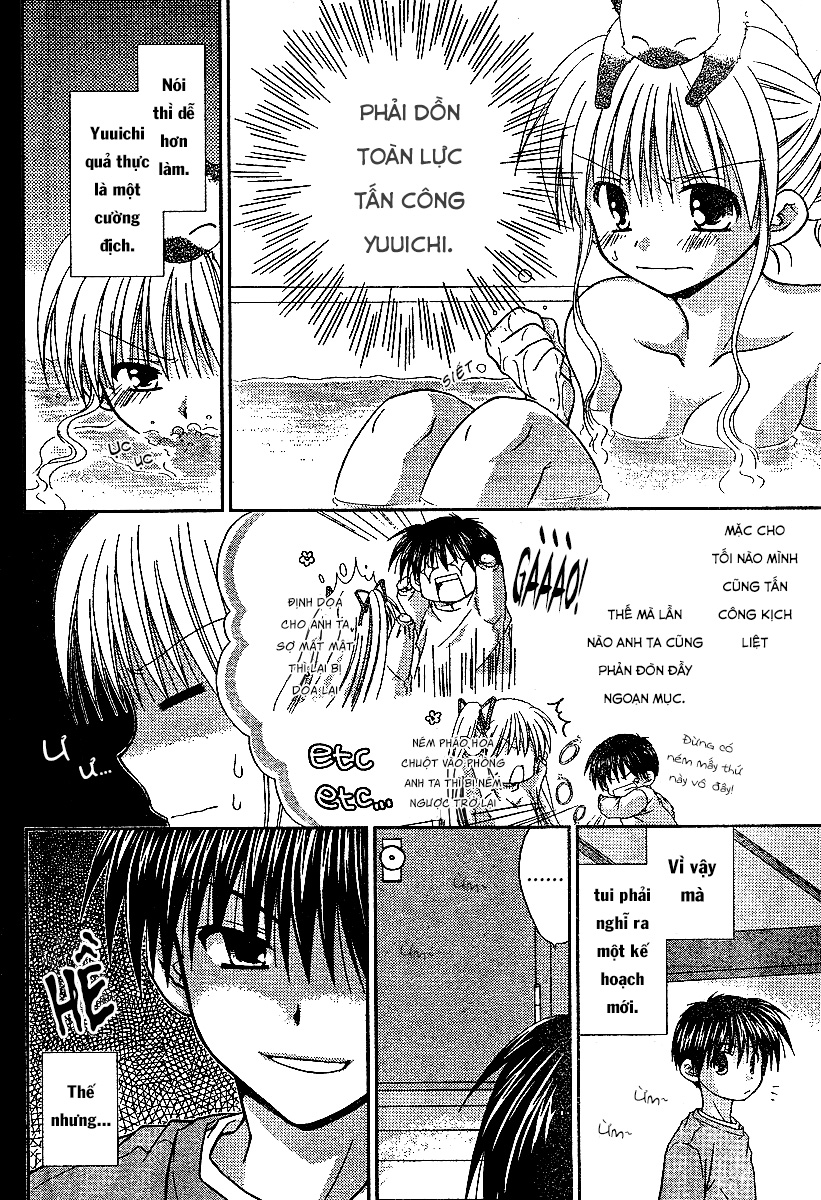 PHẢI DỒN
TOÀN LỰC
TẤN CÔNG
YUUICHI.
SIẾT
Nói
thì dễ
hơn
làm.
Yuuichi
quả thực
là một
cường
địch.
ỤC
ỤC
MẶC CHO
TỐI NÀO MÌNH
CŨNG TẤN
CÔNG KỊCH
LIỆT
THẾ MÀ LẦN
NÀO ANH TA CŨNG
PHẢN ĐÒN ĐẦY
NGOẠN MỤC.
GÀÀÀO!
ĐỊNH DỌA
CHO ANH TA
SỢ MẤT MẬT
THÌ LẠI BỊ
DỌA LẠI
Đừng có
ném mấy thứ
này vô đây!
NÉM PHÁO HOA
CHUỘT VÀO PHÒNG
ANH TA THÌ BỊ NÉM
NGƯỢC TRỞ LẠI
etc
etc...
Ư
Ư...
Vì vậy
mà
tui phải
nghĩ ra
một kế
hoạch
mới.
ỪM~
ỪM~
......
ỪM~
ỪM~
HỀ
Thế
nhưng...